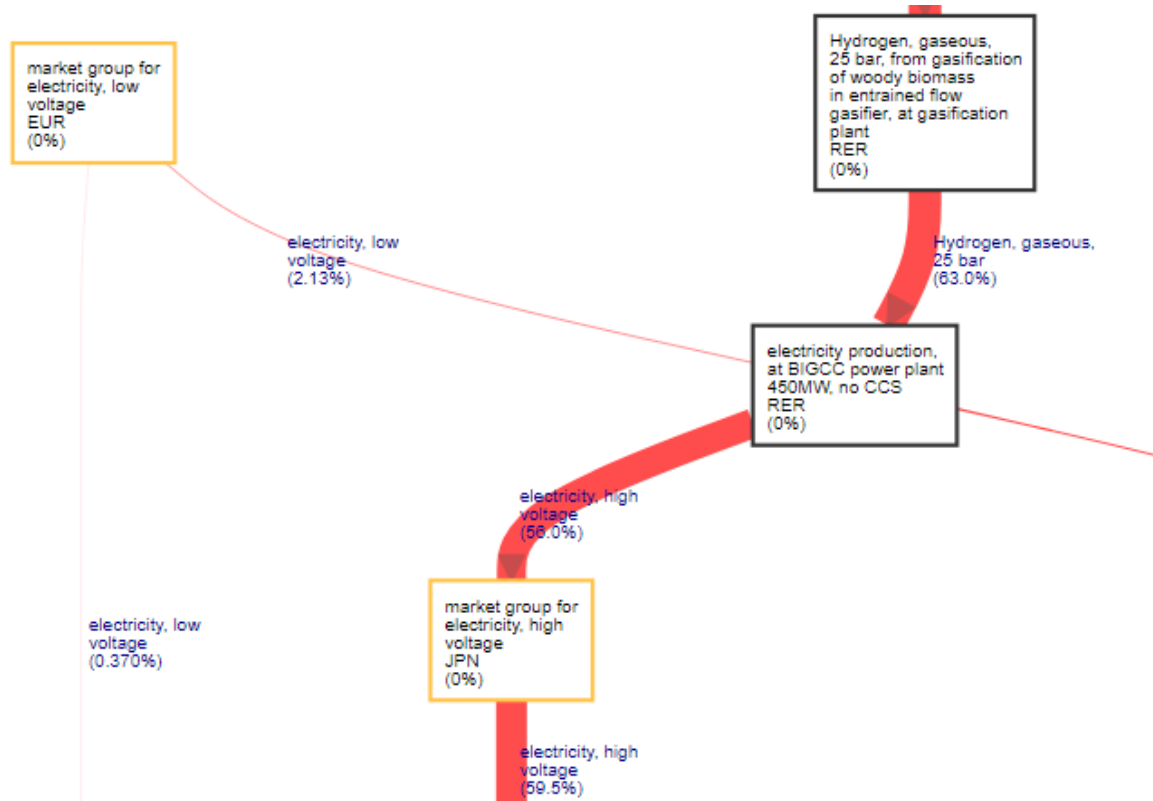 market group for
electricity, low
voltage
EUR
(0%)
Hydrogen, gaseous,
25 bar, from gasification
of woody biomass
in entrained flow
gasifier, at gasification
plant
RER
(0%)
electricity, low
voltage
(2.13%)
Hydrogen, gaseous,
25 bar
(63.0%)
electricity production,
at BIGCC power plant
450MW, no CCS
RER
(0%)
electricity, high
voltage
(56.0%)
market group for
electricity, high
voltage
JPN
(0%)
electricity, low
voltage
(0.370%)
electricity, high
voltage
(59.5%)